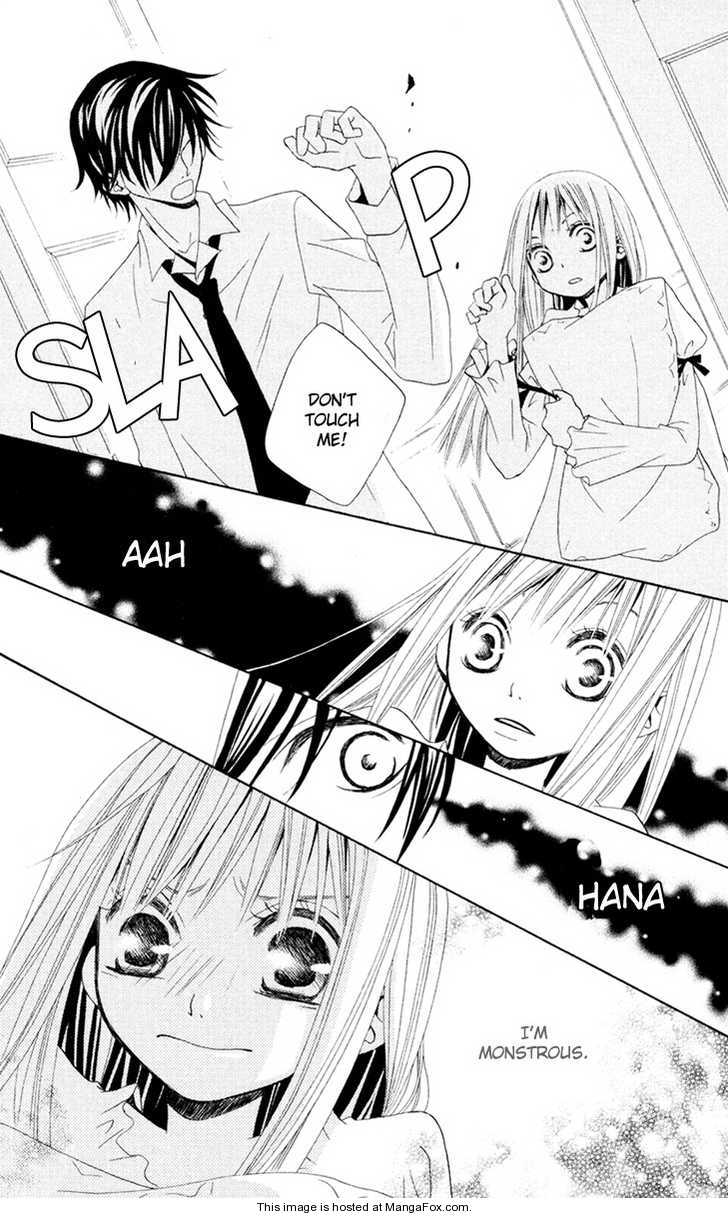 SLAP
DON'T
TOUCH
ME!
AAH
HANA
I'M
MONSTROUS.
This image is hosted at MangaFox.com.